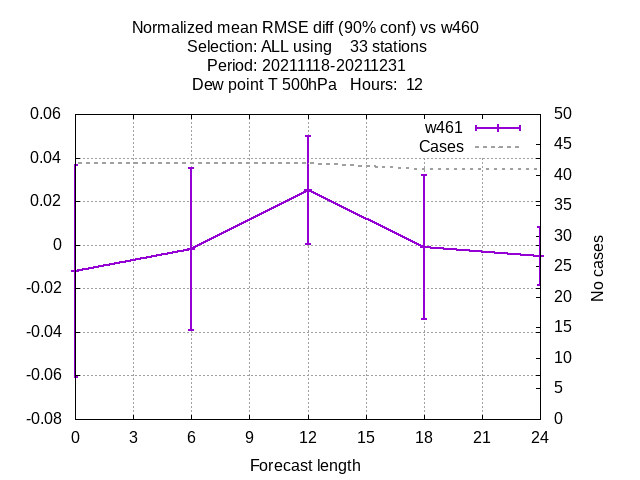 Normalized mean RMSE diff (90% conf) vs w460
Selection: ALL using    33 stations
Period: 20211118-20211231
Dew point T 500hPa   Hours:  12
w461
Cases
0.06
0.04
0.02
0
-0.02
-0.04
-0.06
-0.08
50
45
40
35
30
25
20
15
10
5
0
No cases
0 3 6 9 12 15 18 21 24
Forecast length